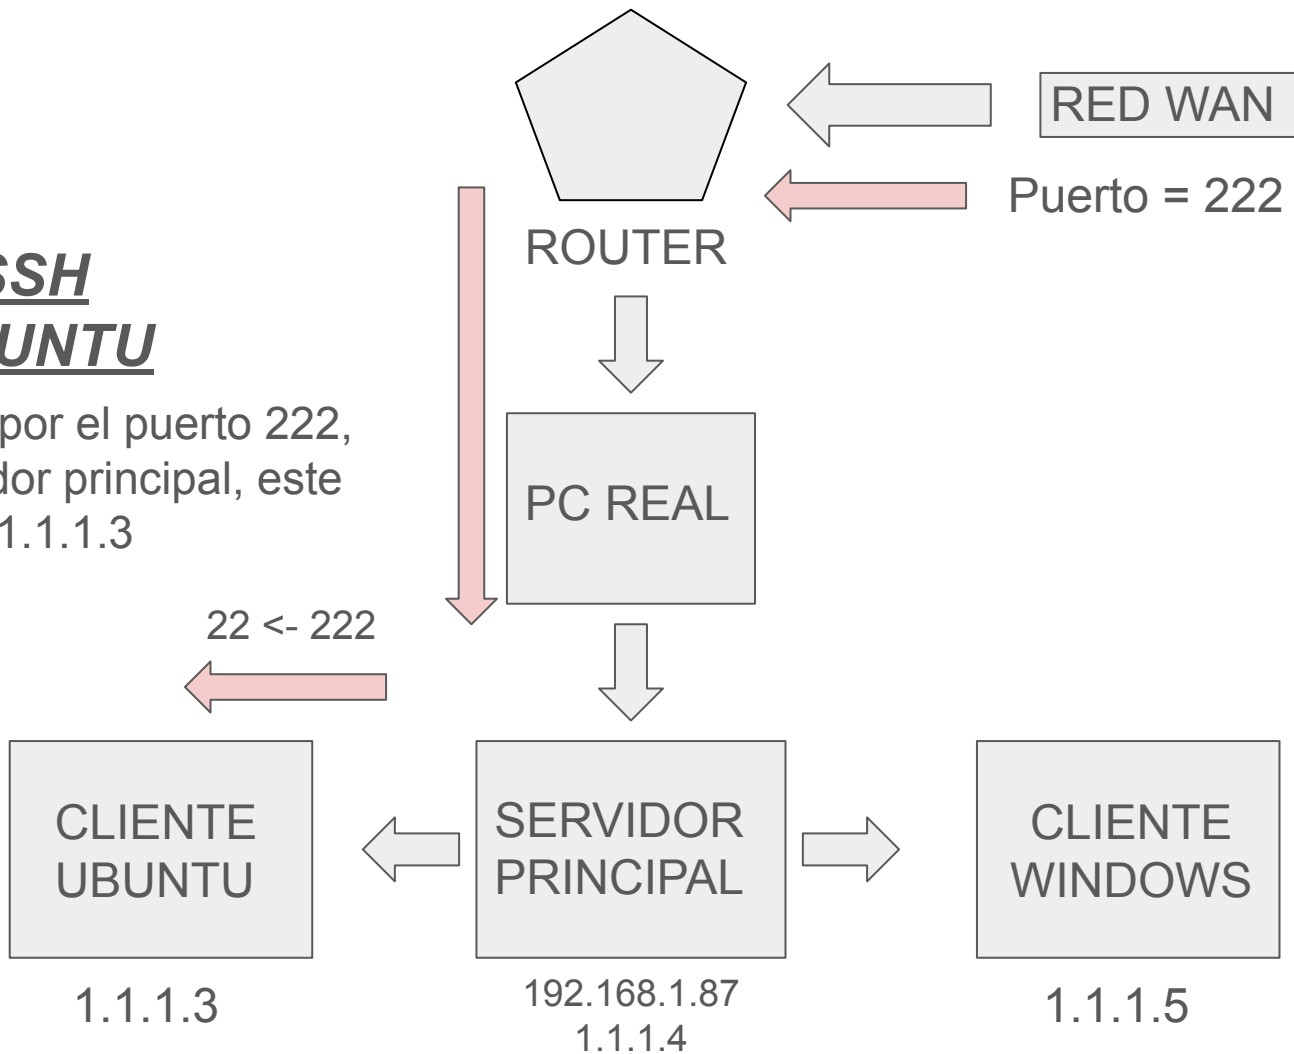 RED WAN
Puerto = 222
ROUTER
SSH
UNTU
por el puerto 222,
dor principal, este
1.1.1.3
PC REAL
22 <- 222
CLIENTE
UBUNTU
SERVIDOR
PRINCIPAL
CLIENTE
WINDOWS
1.1.1.3
192.168.1.87
1.1.1.4
1.1.1.5